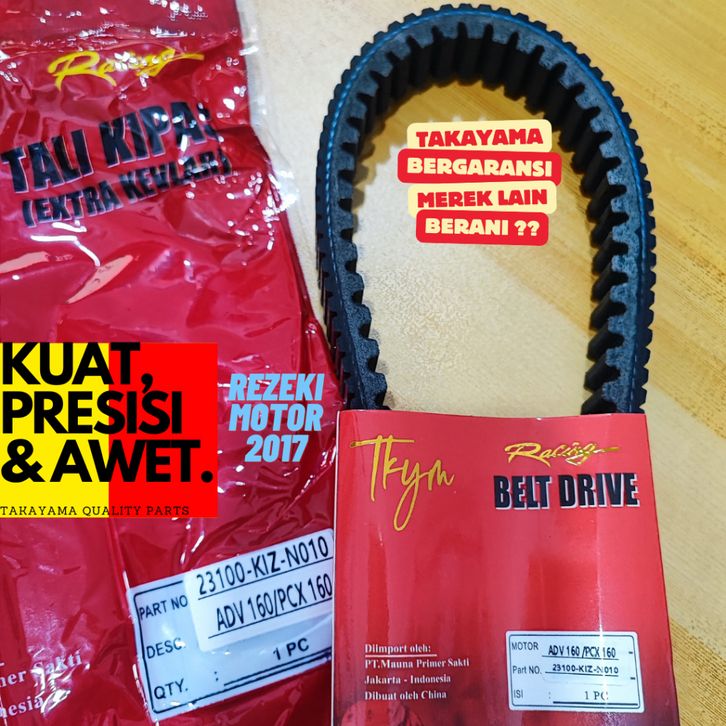 Racing
TALI KIPAS
(EXTRA KEVLAR)
TAKAYAMA
BERGARANSI
MEREK LAIN
BERANI ??
KUAT,
PRESISI
& AWET.
TAKAYAMA QUALITY PARTS
REZEKI
MOTOR
2017
PART NO 23100-KIZ-N010
DESC. ADV 160/PCX 160
QTY. : 1 PC
Primer Sakti
nesia
Tkym
Racing
BELT DRIVE
Diimport oleh:
PT.Mauna Primer Sakti
Jakarta - Indonesia
Dibuat oleh China
MOTOR ADV 160 /PCX 160
Part NO. 23100-KIZ-N010
ISI : 1 PC